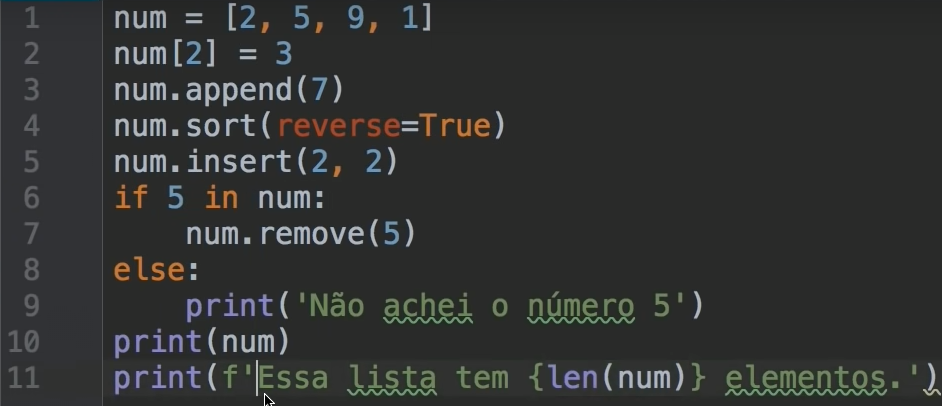 1 num = [2, 5, 9, 1]
2 num[2] = 3
3 num.append(7)
4 num.sort(reverse=True)
5 num.insert(2, 2)
6 if 5 in num:
7     num.remove(5)
8 else:
9     print('Não achei o número 5')
10 print(num)
11 print(f'Essa lista tem {len(num)} elementos.')